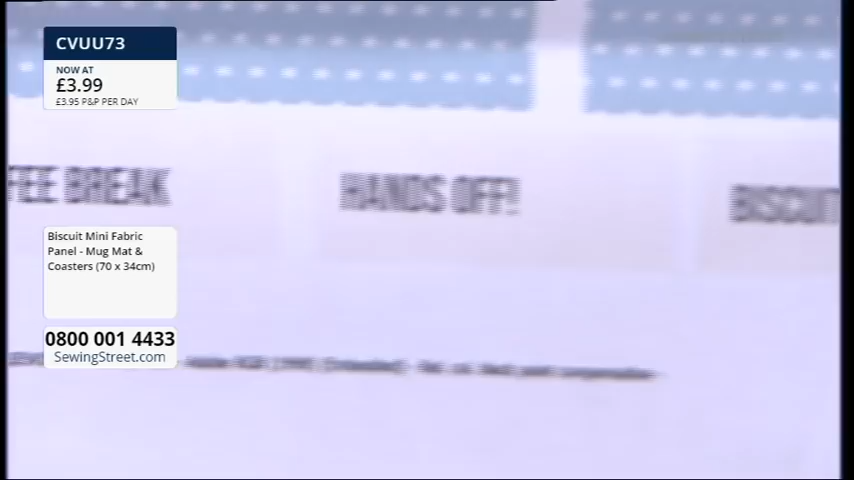 CVUU73
NOW AT
£3.99
£3.95 P&P PER DAY
FEE BREAK
HANDS OFF!
BISCUIT
Biscuit Mini Fabric
Panel - Mug Mat &
Coasters (70 x 34cm)
0800 001 4433
SewingStreet.com